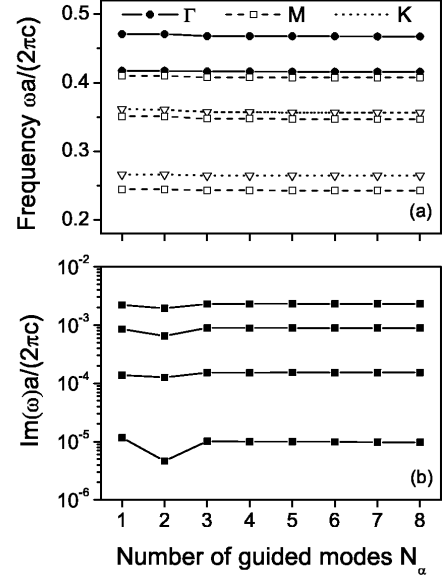 Γ M K
Frequency ωa/(2πc)
0.5
0.4
0.3
0.2
(a)
Im(ω)a/(2πc)
10⁻²
10⁻³
10⁻⁴
10⁻⁵
10⁻⁶
(b)
1 2 3 4 5 6 7 8
Number of guided modes Nα